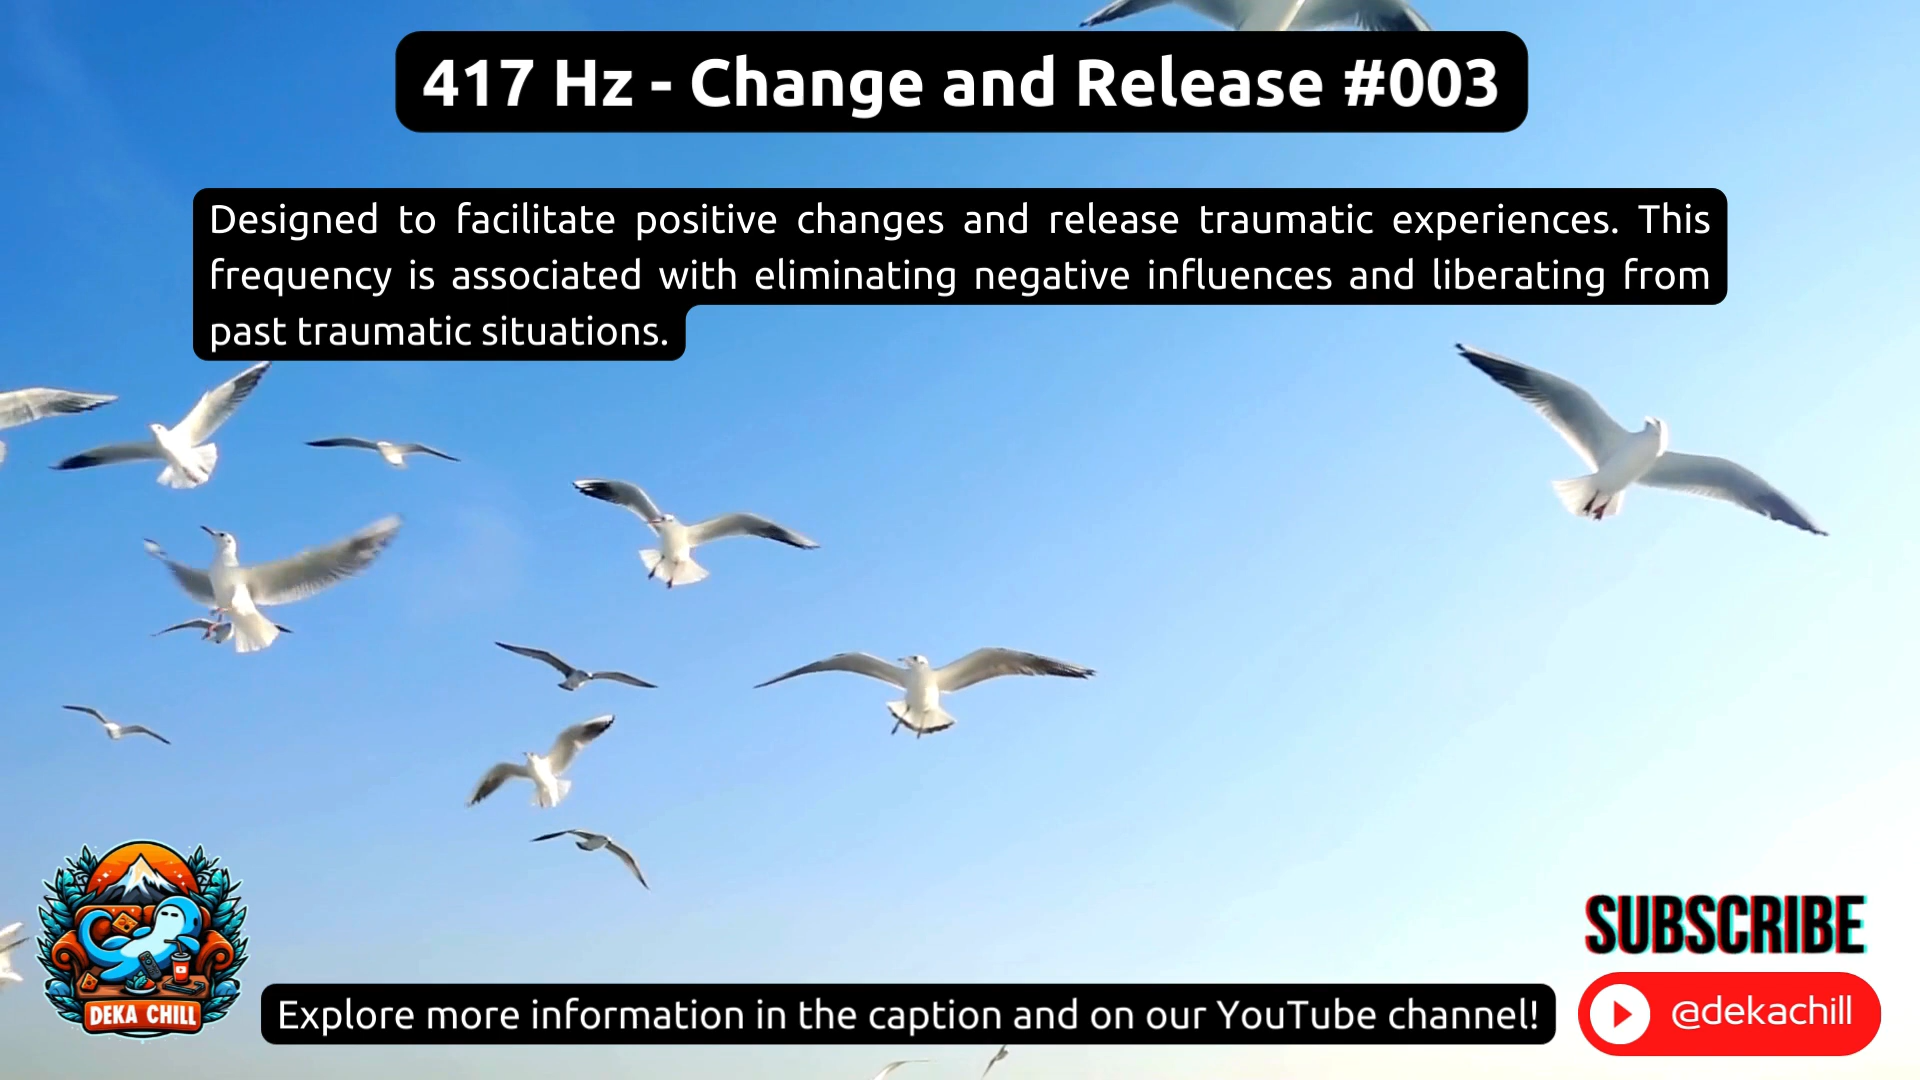 417 Hz - Change and Release #003
Designed to facilitate positive changes and release traumatic experiences. This
frequency is associated with eliminating negative influences and liberating from
past traumatic situations.
SUBSCRIBE
DEKA CHILL
Explore more information in the caption and on our YouTube channel!
@dekachill